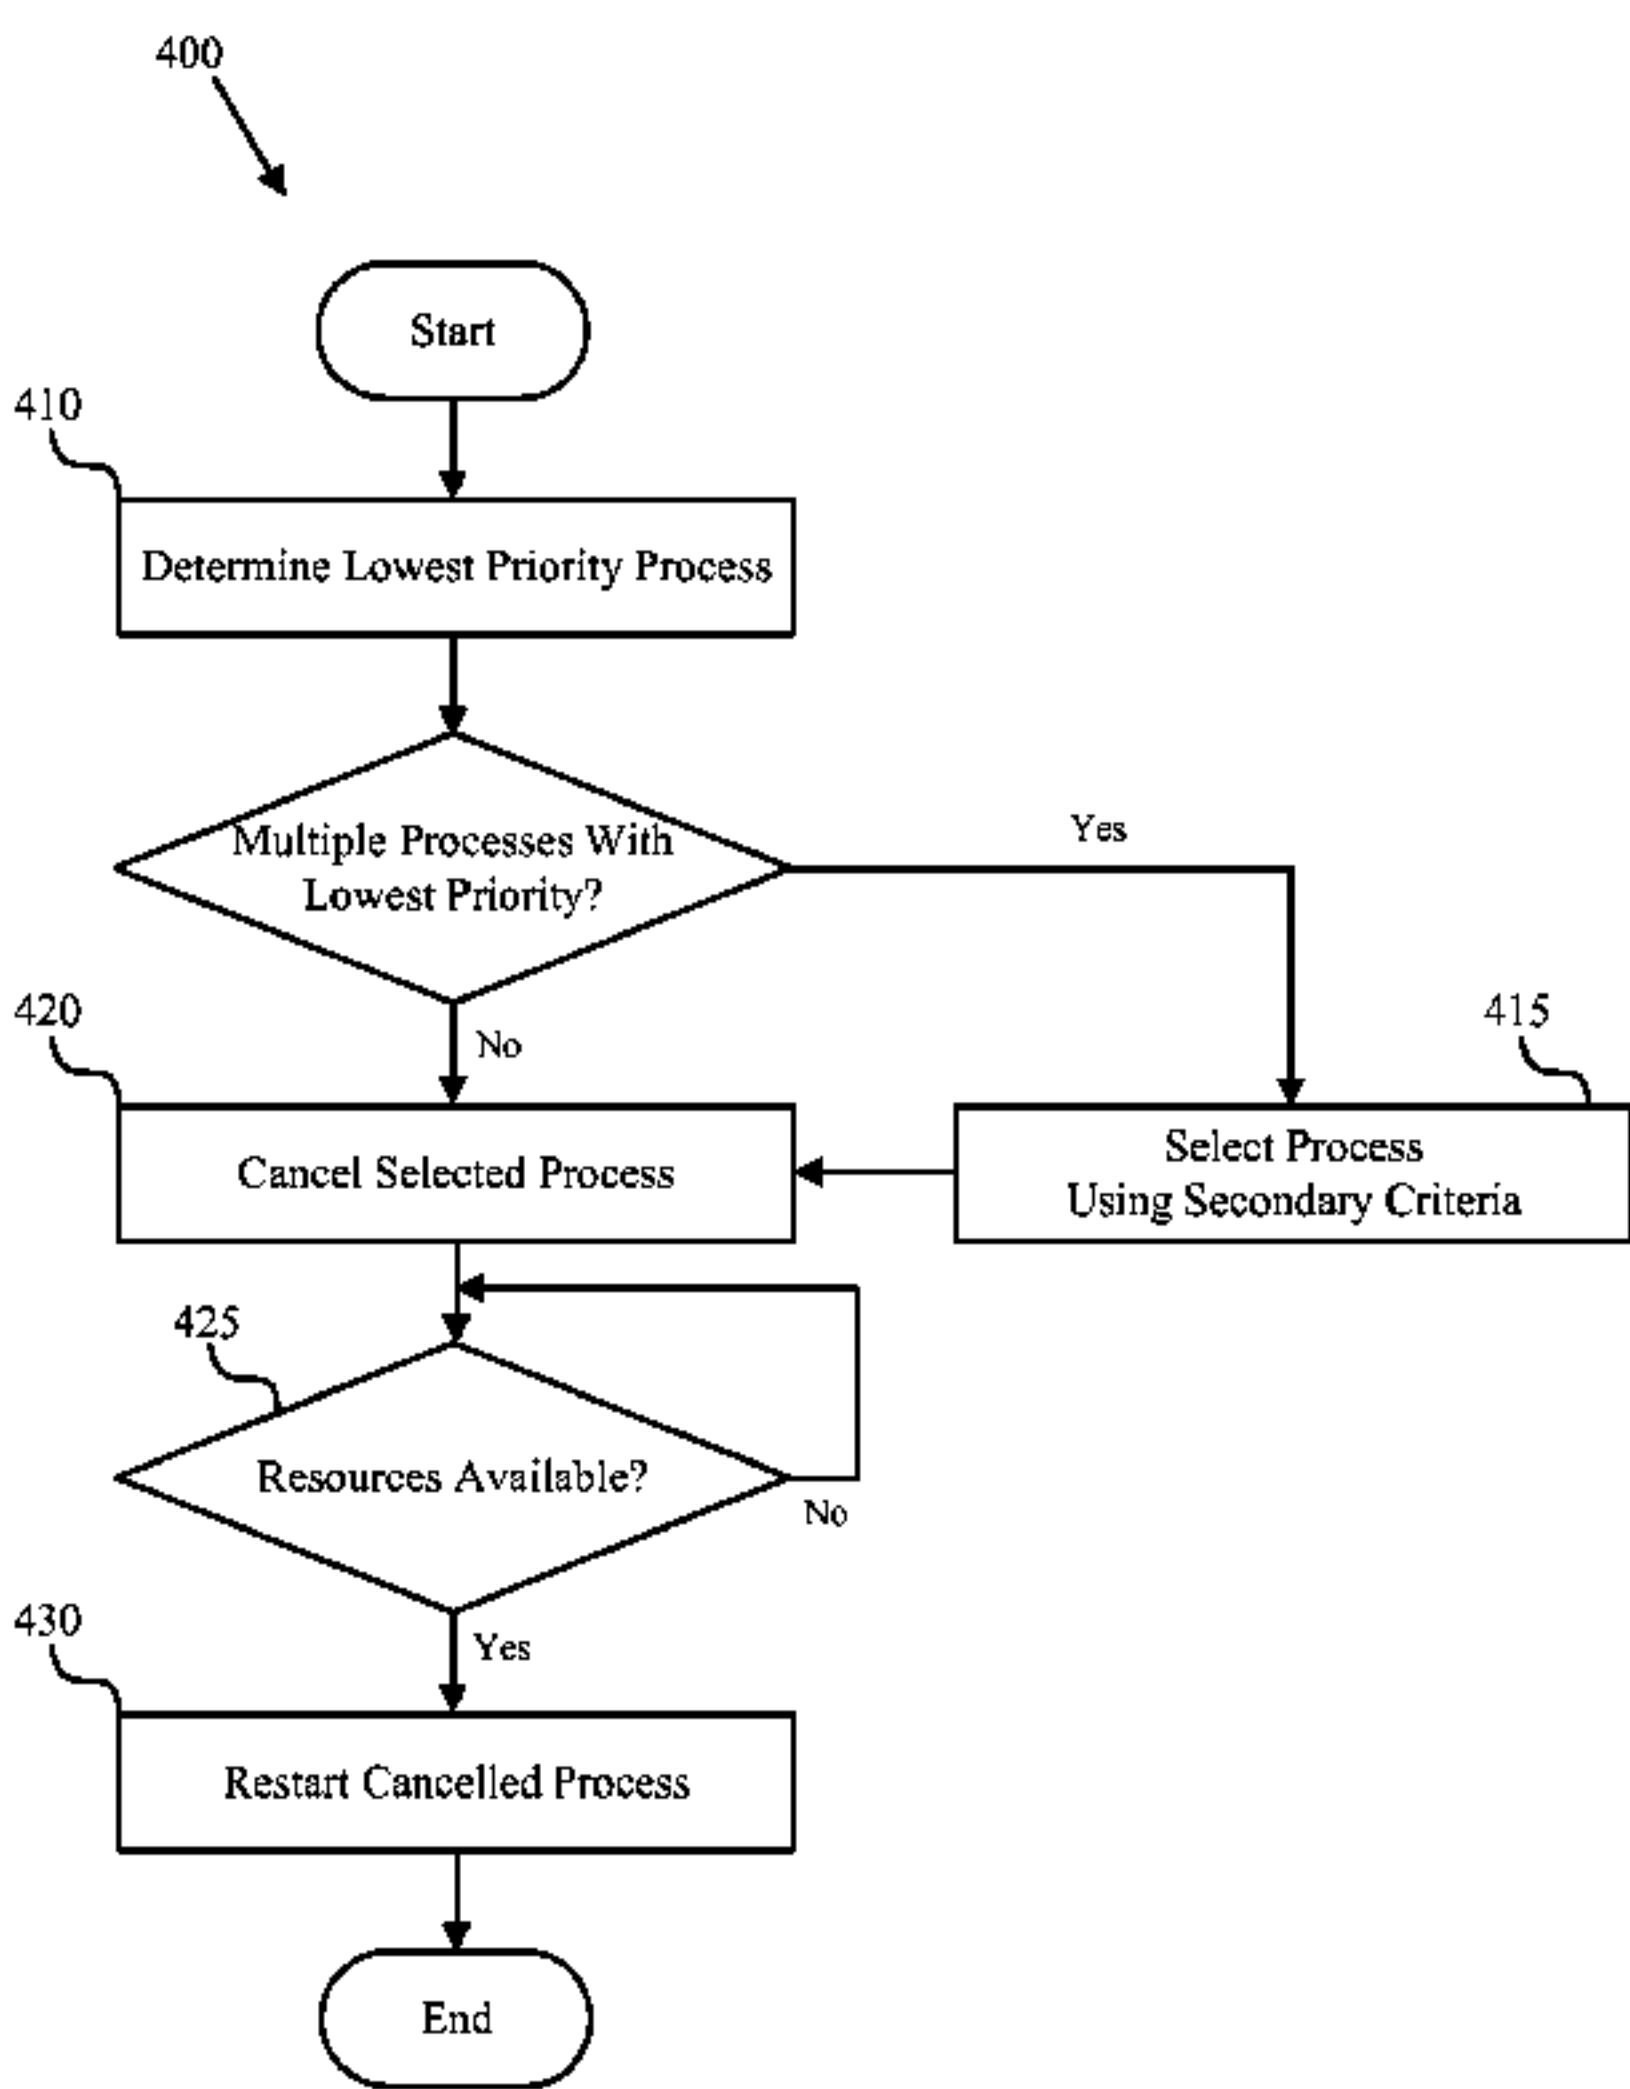 400
Start
410
Determine Lowest Priority Process
Multiple Processes With
Lowest Priority?
Yes
No
420
415
Cancel Selected Process
Select Process
Using Secondary Criteria
425
Resources Available?
No
Yes
430
Restart Cancelled Process
End